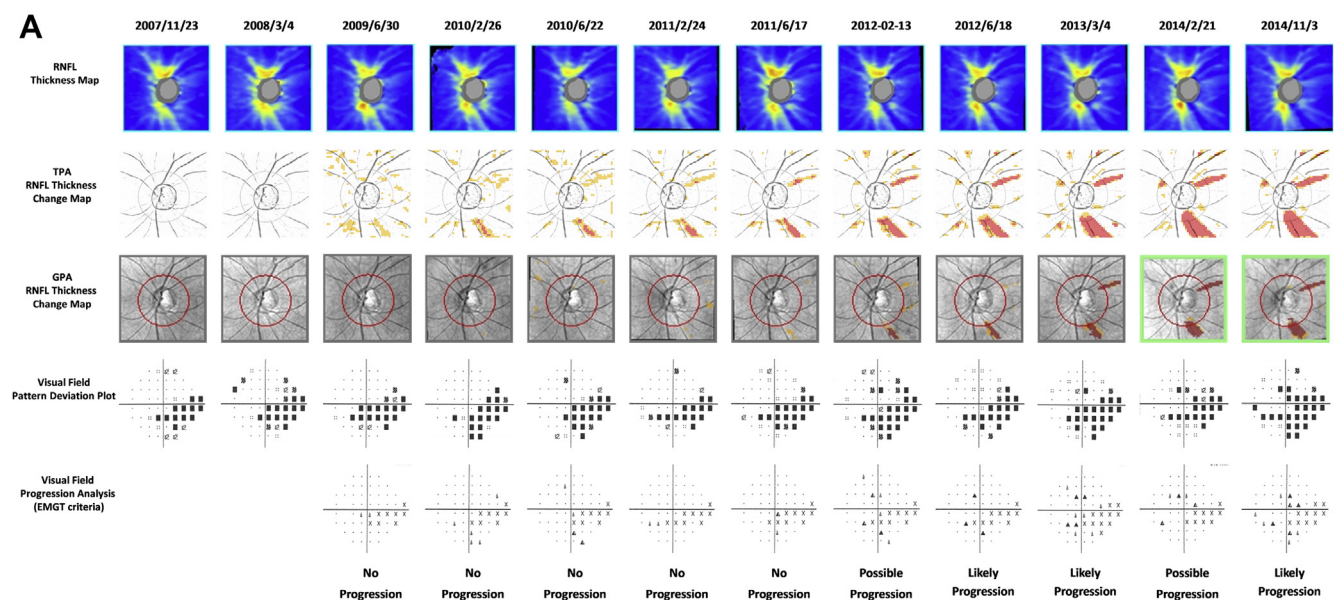 A
2007/11/23 2008/3/4 2009/6/30 2010/2/26 2010/6/22 2011/2/24 2011/6/17 2012-02-13 2012/6/18 2013/3/4 2014/2/21 2014/11/3
RNFL
Thickness Map
TPA
RNFL Thickness
Change Map
GPA
RNFL Thickness
Change Map
Visual Field
Pattern Deviation Plot
Visual Field
Progression Analysis
(EMGT criteria)
No No No No No Possible Likely Likely Possible Likely
Progression Progression Progression Progression Progression Progression Progression Progression Progression Progression